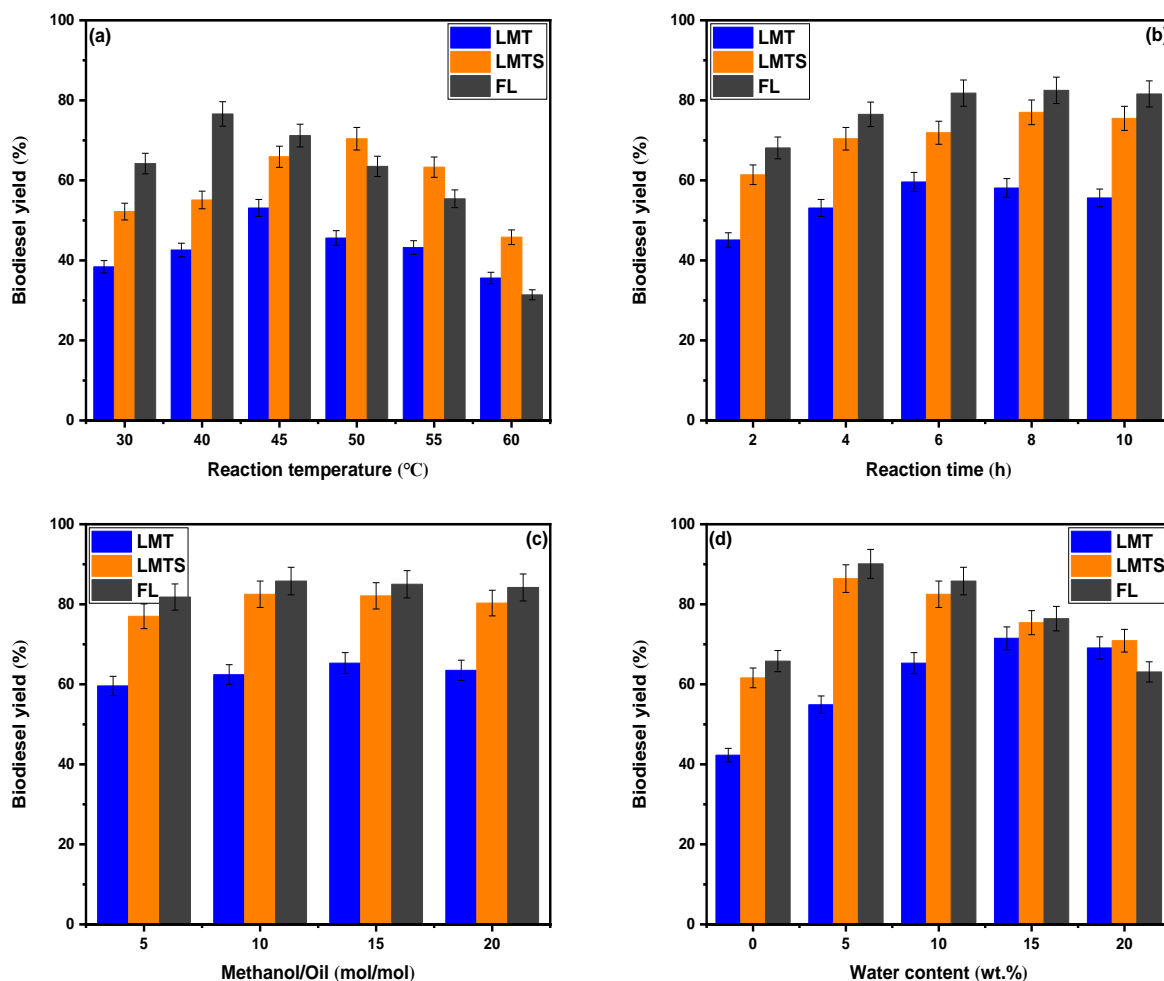 (a)
LMT
LMTS
FL
100
80
60
40
20
0
Biodiesel yield (%)
30 40 45 50 55 60
Reaction temperature (℃)
(b)
LMT
LMTS
FL
100
80
60
40
20
0
Biodiesel yield (%)
2 4 6 8 10
Reaction time (h)
(c)
LMT
LMTS
FL
100
80
60
40
20
0
Biodiesel yield (%)
5 10 15 20
Methanol/Oil (mol/mol)
(d)
LMT
LMTS
FL
100
80
60
40
20
0
Biodiesel yield (%)
0 5 10 15 20
Water content (wt.%)